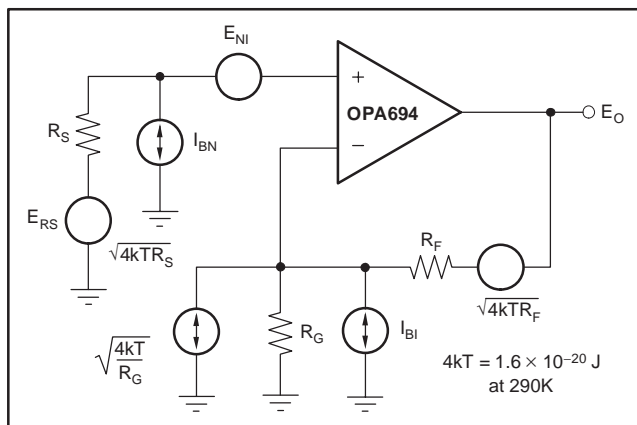 E_NI
+
OPA694
−
E_O
R_S
I_BN
E_RS
√4kTR_S
R_F
√4kTR_F
√4kT/R_G
R_G
I_BI
4kT = 1.6 × 10⁻²⁰ J
at 290K